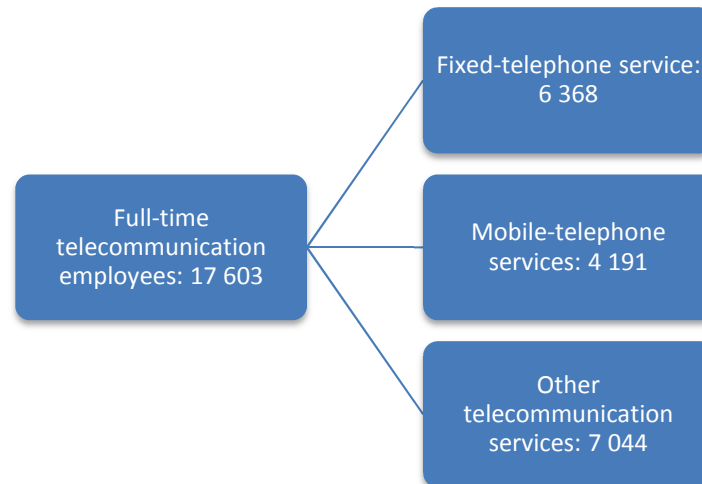 Fixed-telephone service:
6 368
Full-time
telecommunication
employees: 17 603
Mobile-telephone
services: 4 191
Other
telecommunication
services: 7 044